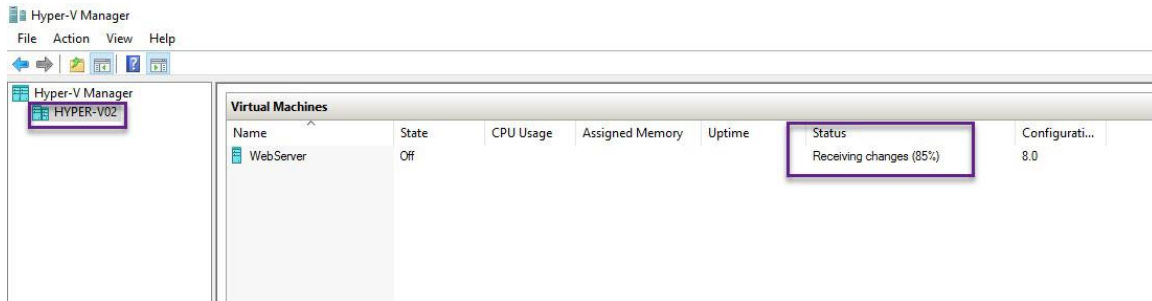 Hyper-V Manager
File Action View Help
Hyper-V Manager
HYPER-V02
Virtual Machines
Name State CPU Usage Assigned Memory Uptime Status Configurati...
WebServer Off Receiving changes (85%) 8.0